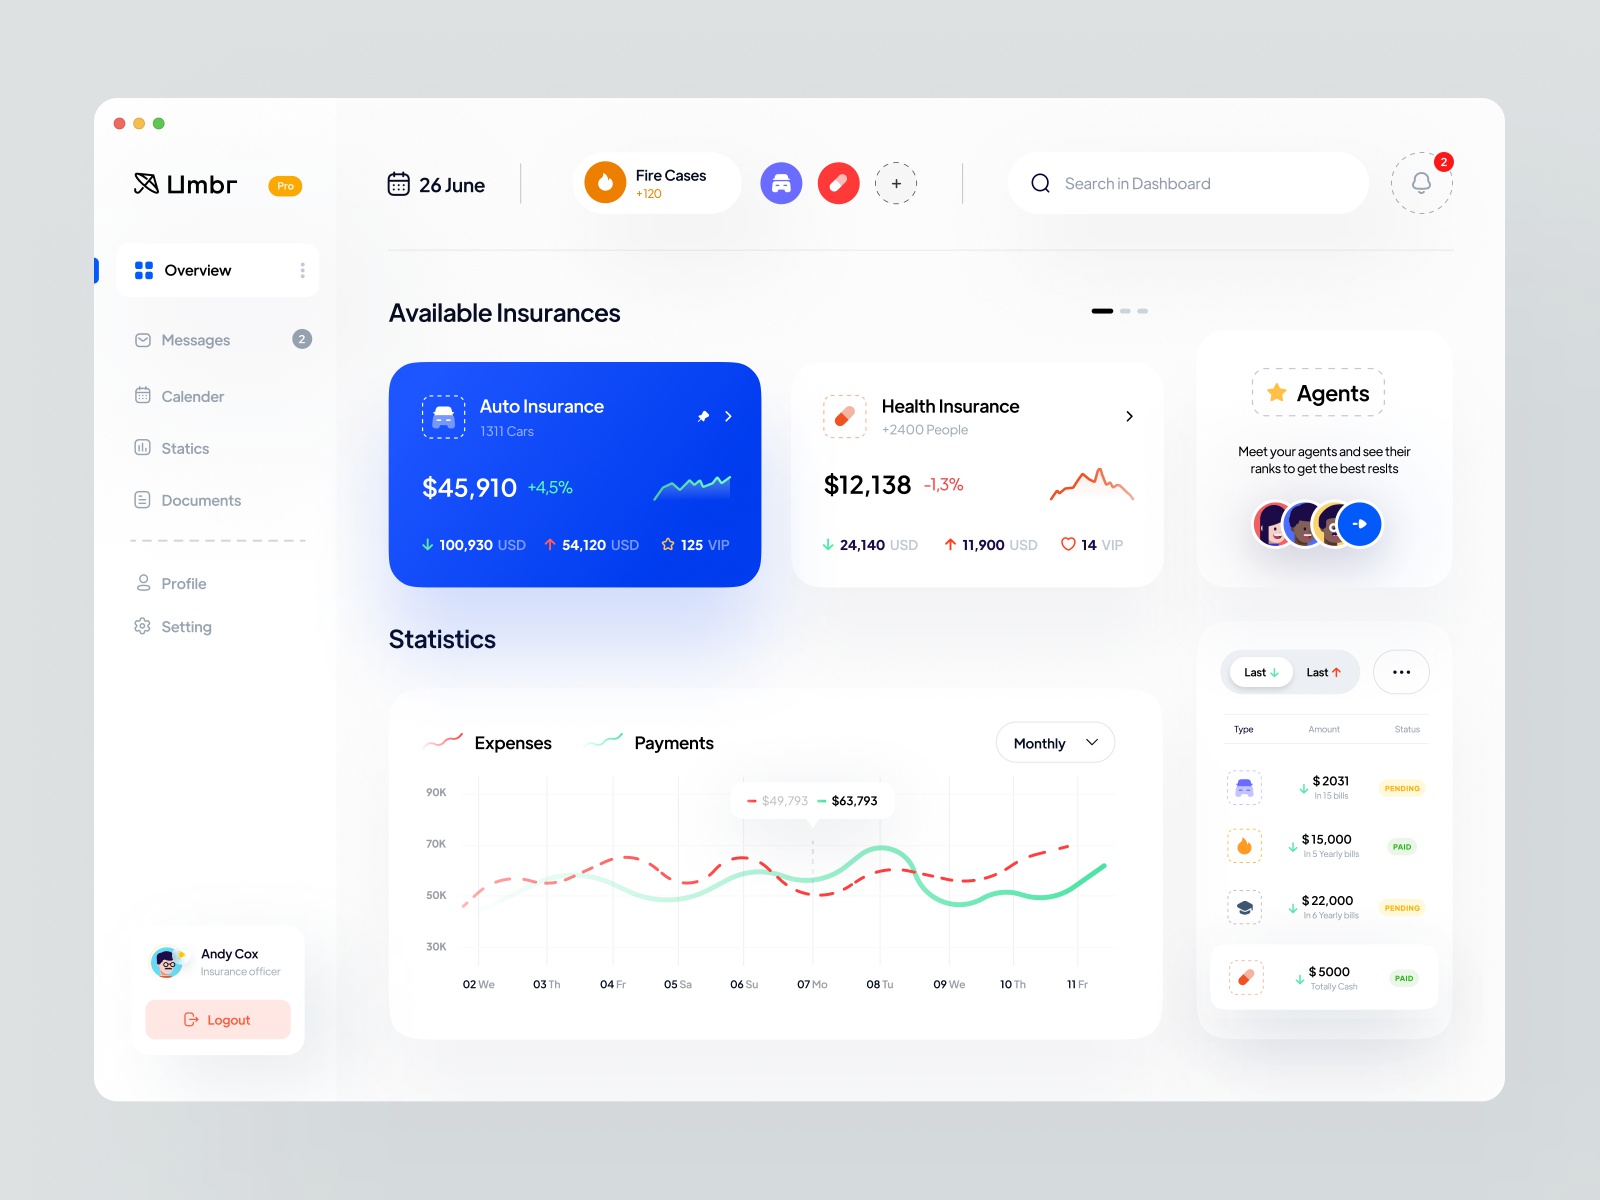 Umbr
Pro
26 June
Fire Cases
+120
+
Search in Dashboard
2
Overview
Messages
2
Calender
Statics
Documents
Profile
Setting
Andy Cox
Insurance officer
Logout
Available Insurances
Auto Insurance
1311 Cars
$45,910 +4,5%
100,930 USD 54,120 USD 125 VIP
Health Insurance
+2400 People
$12,138 -1,3%
24,140 USD 11,900 USD 14 VIP
Agents
Meet your agents and see their
ranks to get the best reslts
Statistics
Expenses Payments
Monthly
$49,793 $63,793
90K
70K
50K
30K
02 We 03 Th 04 Fr 05 Sa 06 Su 07 Mo 08 Tu 09 We 10 Th 11 Fr
Last Last
Type Amount Status
$ 2031
In 15 bills
PENDING
$ 15,000
In 5 Yearly bills
PAID
$ 22,000
In 6 Yearly bills
PENDING
$ 5000
Totally Cash
PAID